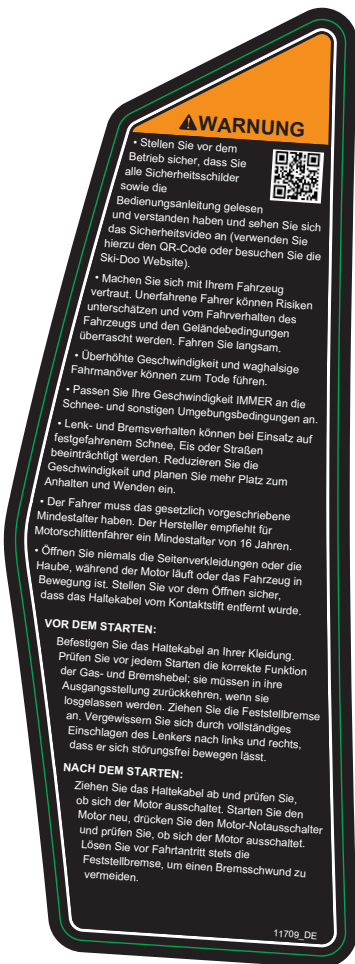 WARNUNG
• Stellen Sie vor dem
Betrieb sicher, dass Sie
alle Sicherheitsschilder
sowie die
Bedienungsanleitung gelesen
und verstanden haben und sehen Sie sich
das Sicherheitsvideo an (verwenden Sie
hierzu den QR-Code oder besuchen Sie die
Ski-Doo Website).
• Machen Sie sich mit Ihrem Fahrzeug
vertraut. Unerfahrene Fahrer können Risiken
unterschätzen und vom Fahrverhalten des
Fahrzeugs und den Geländebedingungen
überrascht werden. Fahren Sie langsam.
• Überhöhte Geschwindigkeit und waghalsige
Fahrmanöver können zum Tode führen.
• Passen Sie Ihre Geschwindigkeit IMMER an die
Schnee- und sonstigen Umgebungsbedingungen an.
• Lenk- und Bremsverhalten können bei Einsatz auf
festgefahrenem Schnee, Eis oder Straßen
beeinträchtigt werden. Reduzieren Sie die
Geschwindigkeit und planen Sie mehr Platz zum
Anhalten und Wenden ein.
• Der Fahrer muss das gesetzlich vorgeschriebene
Mindestalter haben. Der Hersteller empfiehlt für
Motorschlittenfahrer ein Mindestalter von 16 Jahren.
• Öffnen Sie niemals die Seitenverkleidungen oder die
Haube, während der Motor läuft oder das Fahrzeug in
Bewegung ist. Stellen Sie vor dem Öffnen sicher,
dass das Haltekabel vom Kontaktstift entfernt wurde.
VOR DEM STARTEN:
Befestigen Sie das Haltekabel an Ihrer Kleidung.
Prüfen Sie vor jedem Starten die korrekte Funktion
der Gas- und Bremshebel; sie müssen in ihre
Ausgangsstellung zurückkehren, wenn sie
losgelassen werden. Ziehen Sie die Feststellbremse
an. Vergewissern Sie sich durch vollständiges
Einschlagen des Lenkers nach links und rechts,
dass er sich störungsfrei bewegen lässt.
NACH DEM STARTEN:
Ziehen Sie das Haltekabel ab und prüfen Sie,
ob sich der Motor ausschaltet. Starten Sie den
Motor neu, drücken Sie den Motor-Notausschalter
und prüfen Sie, ob sich der Motor ausschaltet.
Lösen Sie vor Fahrtantritt stets die
Feststellbremse, um einen Bremsschwund zu
vermeiden.
11709_DE